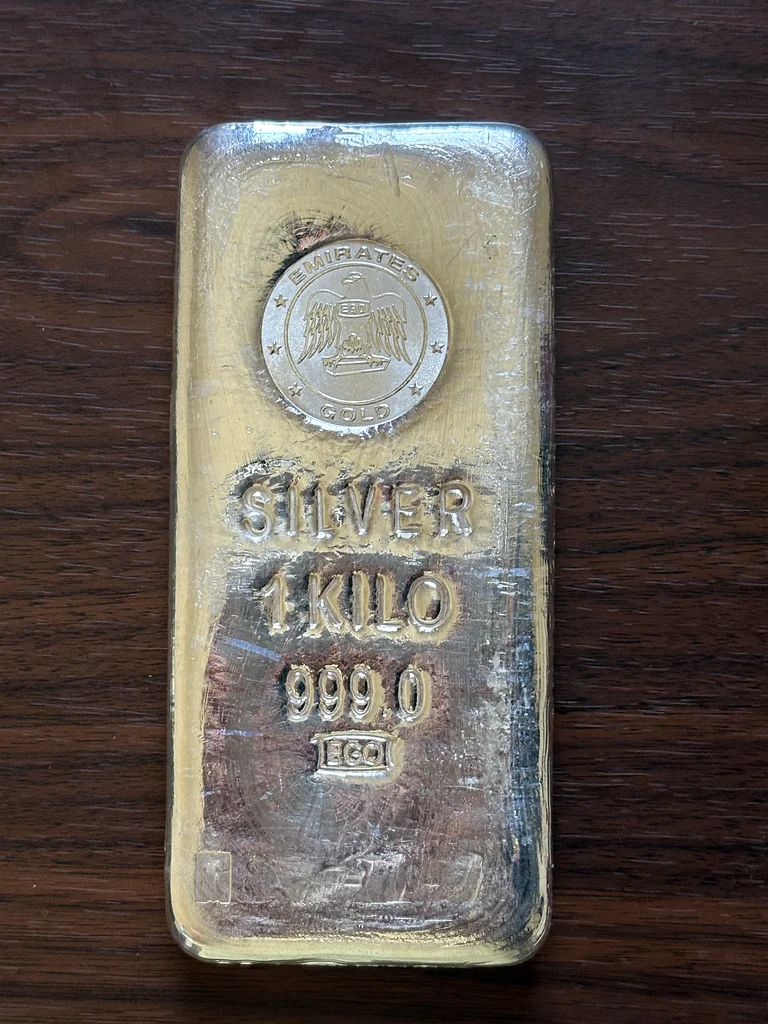 EMIRATES
EGD
GOLD
SILVER
1 KILO
999.0
EGO